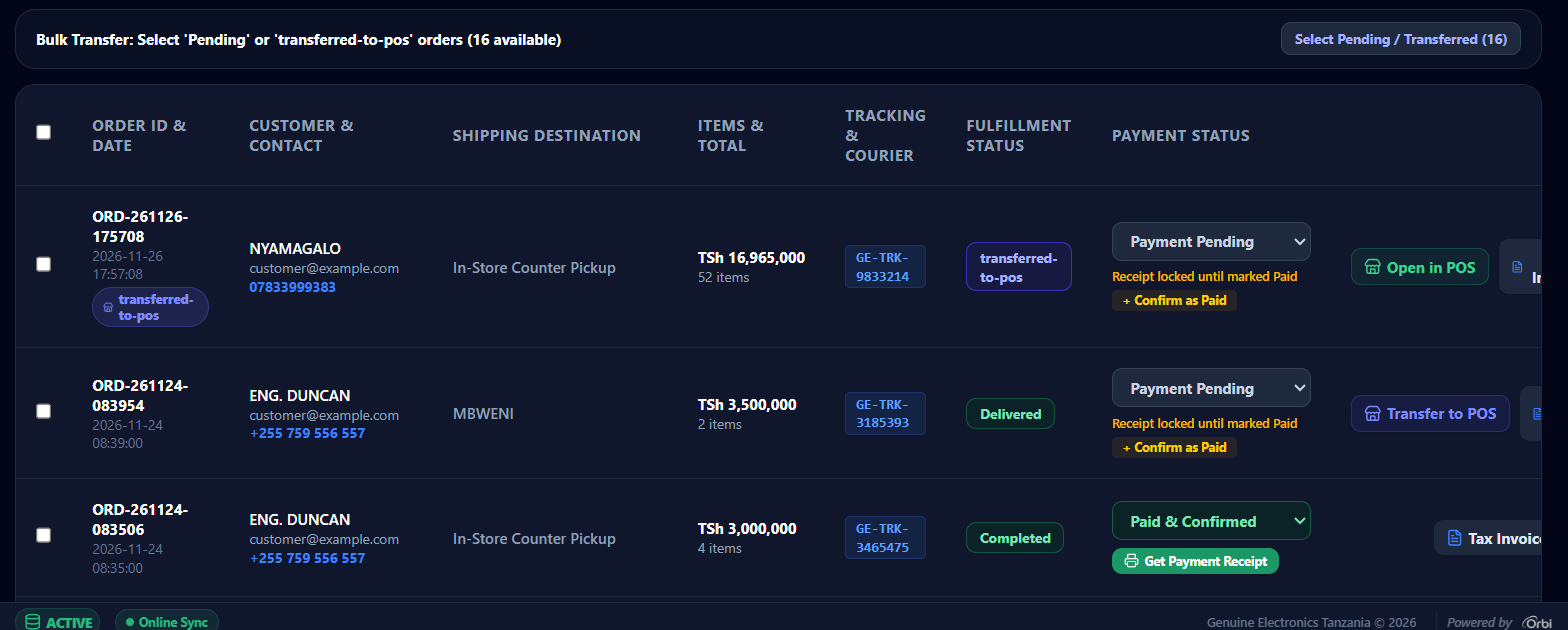 Bulk Transfer: Select 'Pending' or 'transferred-to-pos' orders (16 available)
Select Pending / Transferred (16)
ORDER ID &
DATE
CUSTOMER &
CONTACT
SHIPPING DESTINATION
ITEMS &
TOTAL
TRACKING
&
COURIER
FULFILLMENT
STATUS
PAYMENT STATUS
ORD-261126-
175708
2026-11-26
17:57:08
transferred-
to-pos
NYAMAGALO
customer@example.com
07833999383
In-Store Counter Pickup
TSh 16,965,000
52 items
GE-TRK-
9833214
transferred-
to-pos
Payment Pending
Receipt locked until marked Paid
+ Confirm as Paid
Open in POS
ORD-261124-
083954
2026-11-24
08:39:00
ENG. DUNCAN
customer@example.com
+255 759 556 557
MBWENI
TSh 3,500,000
2 items
GE-TRK-
3185393
Delivered
Payment Pending
Receipt locked until marked Paid
+ Confirm as Paid
Transfer to POS
ORD-261124-
083506
2026-11-24
08:35:00
ENG. DUNCAN
customer@example.com
+255 759 556 557
In-Store Counter Pickup
TSh 3,000,000
4 items
GE-TRK-
3465475
Completed
Paid & Confirmed
Get Payment Receipt
Tax Invoic
ACTIVE
Online Sync
Genuine Electronics Tanzania © 2026
Powered by Orbi